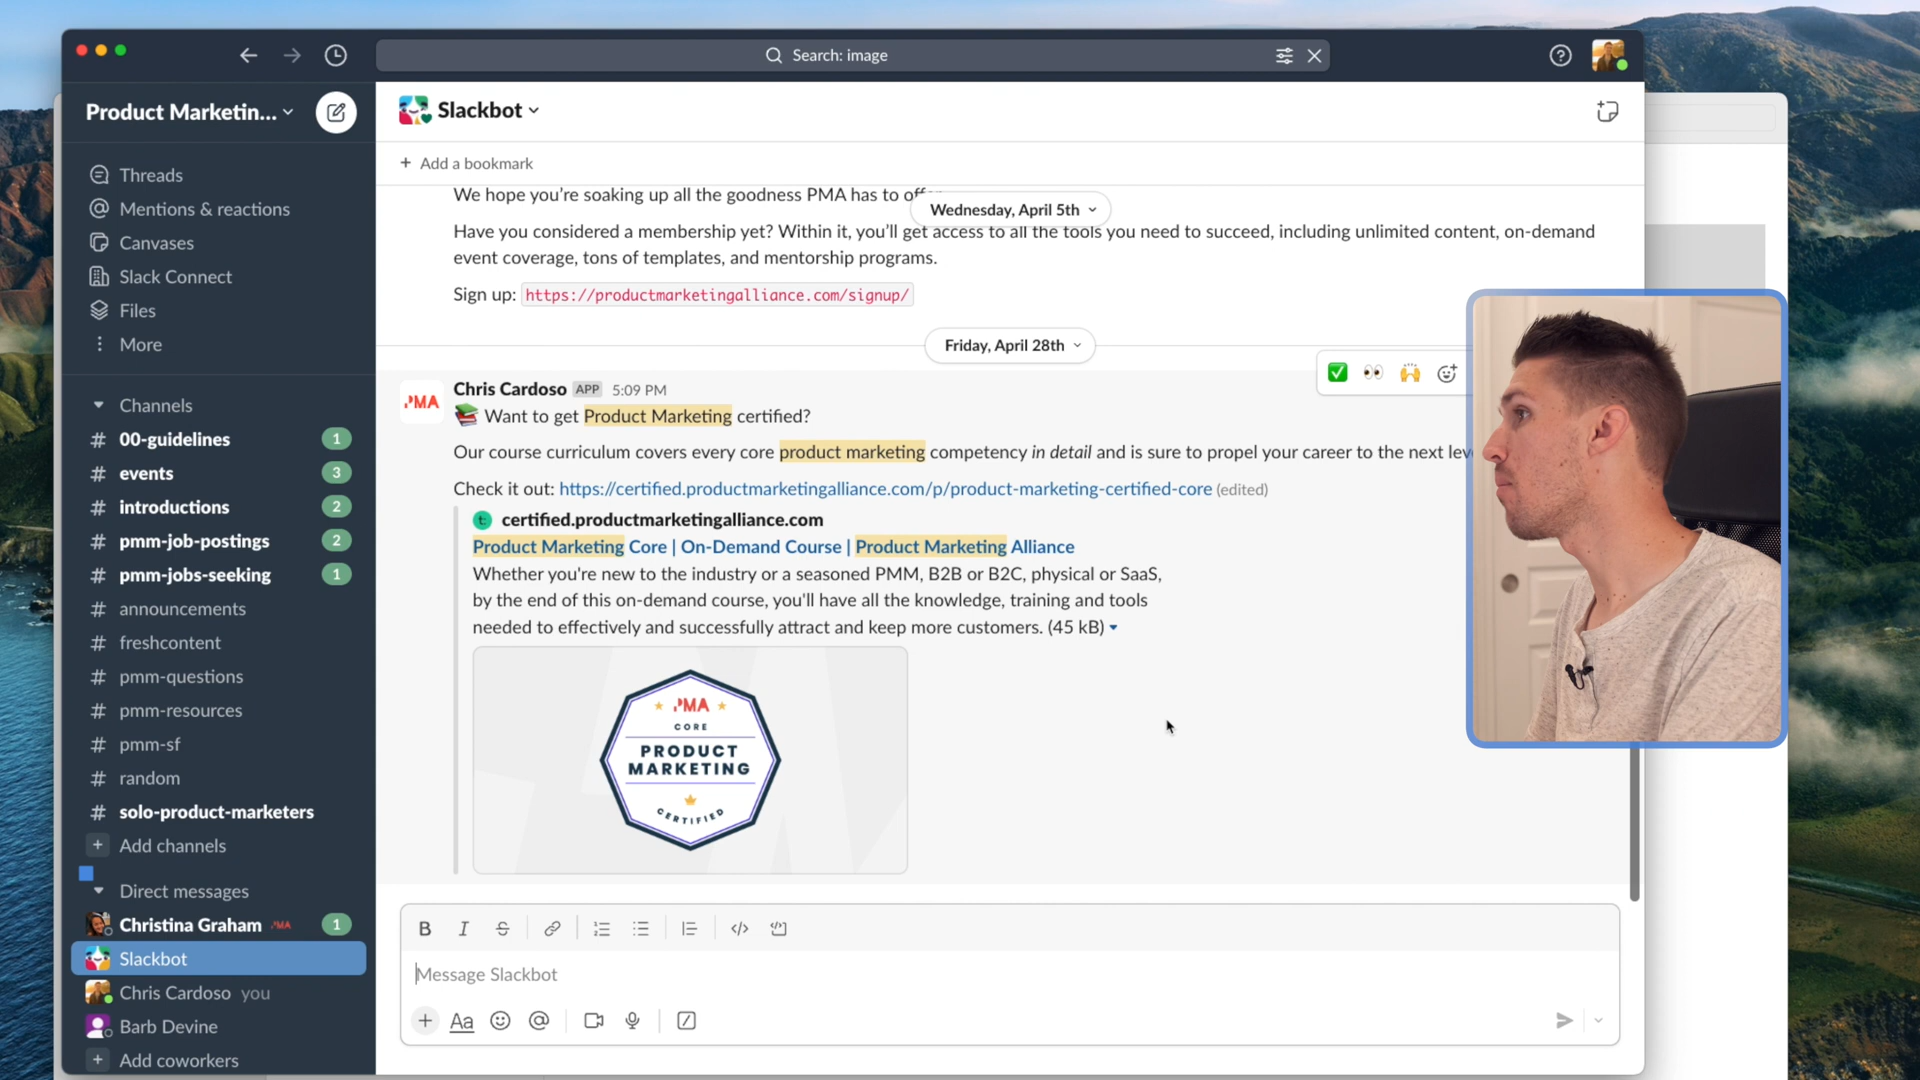 Search: image
Product Marketin...
Threads
Mentions & reactions
Canvases
Slack Connect
Files
More
Channels
# 00-guidelines 1
# events 3
# introductions 2
# pmm-job-postings 2
# pmm-jobs-seeking 1
# announcements
# freshcontent
# pmm-questions
# pmm-resources
# pmm-sf
# random
# solo-product-marketers
+ Add channels
Direct messages
Christina Graham PMA 1
Slackbot
Chris Cardoso you
Barb Devine
+ Add coworkers
Slackbot
+ Add a bookmark
We hope you're soaking up all the goodness PMA has to
Wednesday, April 5th
Have you considered a membership yet? Within it, you'll get access to all the tools you need to succeed, including unlimited content, on-demand
event coverage, tons of templates, and mentorship programs.
Sign up: https://productmarketingalliance.com/signup/
Friday, April 28th
PMA
Chris Cardoso APP 5:09 PM
Want to get Product Marketing certified?
Our course curriculum covers every core product marketing competency in detail and is sure to propel your career to the next
Check it out: https://certified.productmarketingalliance.com/p/product-marketing-certified-core (edited)
certified.productmarketingalliance.com
Product Marketing Core | On-Demand Course | Product Marketing Alliance
Whether you're new to the industry or a seasoned PMM, B2B or B2C, physical or SaaS,
by the end of this on-demand course, you'll have all the knowledge, training and tools
needed to effectively and successfully attract and keep more customers. (45 kB)
PMA
CORE
PRODUCT
MARKETING
CERTIFIED
B I S
Message Slackbot
+ Aa @